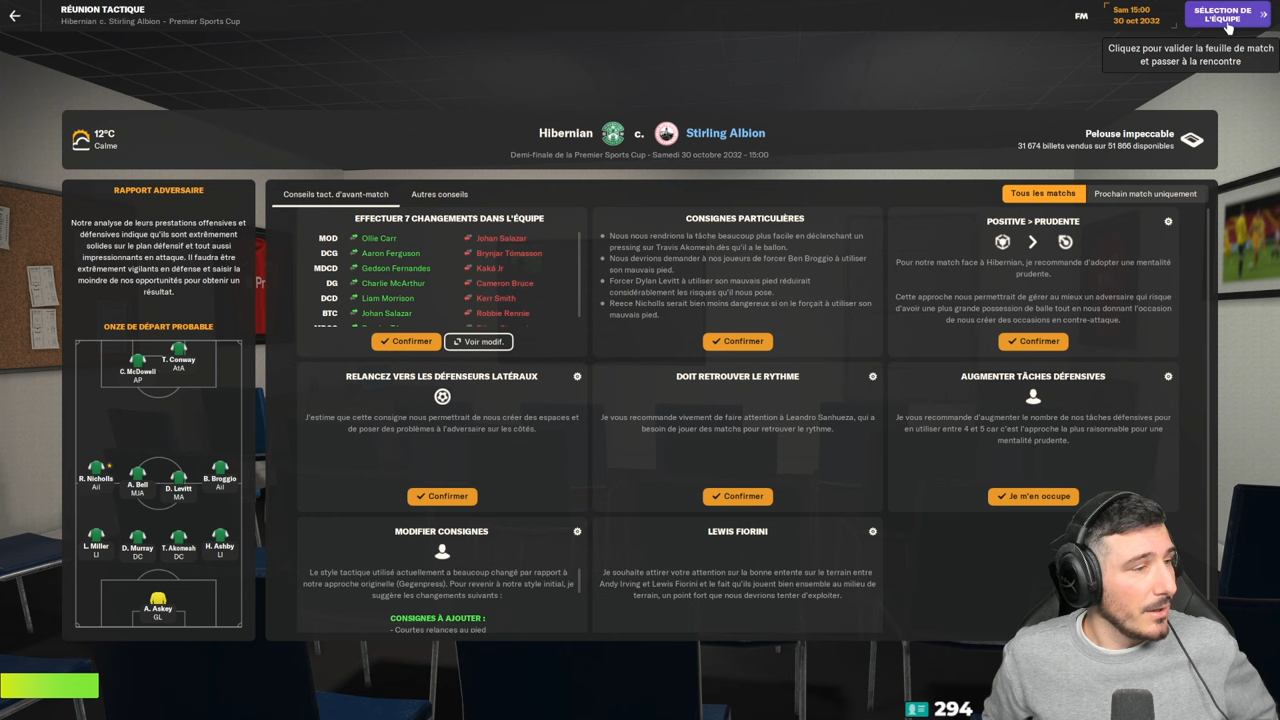 RÉUNION TACTIQUE
Hibernian c. Stirling Albion - Premier Sports Cup
FM
Sam 15:00
30 oct 2032
SÉLECTION DE
L'ÉQUIPE
Cliquez pour valider la feuille de match
et passer à la rencontre
12°C
Calme
Hibernian c. Stirling Albion
Demi-finale de la Premier Sports Cup - Samedi 30 octobre 2032 - 15:00
Pelouse impeccable
31 674 billets vendus sur 51 866 disponibles
RAPPORT ADVERSAIRE
Notre analyse de leurs prestations offensives et
défensives indique qu'ils sont extrêmement
solides sur le plan défensif et tout aussi
impressionnants en attaque. Il faudra être
extrêmement vigilants en défense et saisir la
moindre de nos opportunités pour obtenir un
résultat.
ONZE DE DÉPART PROBABLE
T. Conway
AtA
C. McDowell
AP
R. Nicholls
Ail
A. Bell
MJA
D. Levitt
MA
B. Broggio
Ail
L. Miller
LI
D. Murray
DC
T. Akomeah
DC
H. Ashby
LI
A. Askey
GL
Conseils tact. d'avant-match
Autres conseils
Tous les matchs
Prochain match uniquement
EFFECTUER 7 CHANGEMENTS DANS L'ÉQUIPE
MOD Ollie Carr Johan Salazar
DCG Aaron Ferguson Brynjar Tómasson
MDCD Gedson Fernandes Kaká Jr
DG Charlie McArthur Cameron Bruce
DCD Liam Morrison Kerr Smith
BTC Johan Salazar Robbie Rennie
Confirmer
Voir modif.
CONSIGNES PARTICULIÈRES
Nous nous rendrions la tâche beaucoup plus facile en déclenchant un
pressing sur Travis Akomeah dès qu'il a le ballon.
Nous devrions demander à nos joueurs de forcer Ben Broggio à utiliser
son mauvais pied.
Forcer Dylan Levitt à utiliser son mauvais pied réduirait
considérablement les risques qu'il nous pose.
Reece Nicholls serait bien moins dangereux si on le forçait à utiliser son
mauvais pied.
Confirmer
POSITIVE > PRUDENTE
Pour notre match face à Hibernian, je recommande d'adopter une mentalité
prudente.
Cette approche nous permettrait de gérer au mieux un adversaire qui risque
d'avoir une plus grande possession de balle tout en nous donnant l'occasion
de nous créer des occasions en contre-attaque.
Confirmer
RELANCEZ VERS LES DÉFENSEURS LATÉRAUX
J'estime que cette consigne nous permettrait de nous créer des espaces et
de poser des problèmes à l'adversaire sur les côtés.
Confirmer
DOIT RETROUVER LE RYTHME
Je vous recommande vivement de faire attention à Leandro Sanhueza, qui a
besoin de jouer des matchs pour retrouver le rythme.
Confirmer
AUGMENTER TÂCHES DÉFENSIVES
Je vous recommande d'augmenter le nombre de nos tâches défensives pour
en utiliser entre 4 et 5 car c'est l'approche la plus raisonnable pour une
mentalité prudente.
Je m'en occupe
MODIFIER CONSIGNES
Le style tactique utilisé actuellement a beaucoup changé par rapport à
notre approche originelle (Gegenpress). Pour revenir à notre style initial, je
suggère les changements suivants :
CONSIGNES À AJOUTER :
- Courtes relances au pied
LEWIS FIORINI
Je souhaite attirer votre attention sur la bonne entente sur le terrain entre
Andy Irving et Lewis Fiorini et le fait qu'ils jouent bien ensemble au milieu de
terrain, un point fort que nous devrions tenter d'exploiter.
294